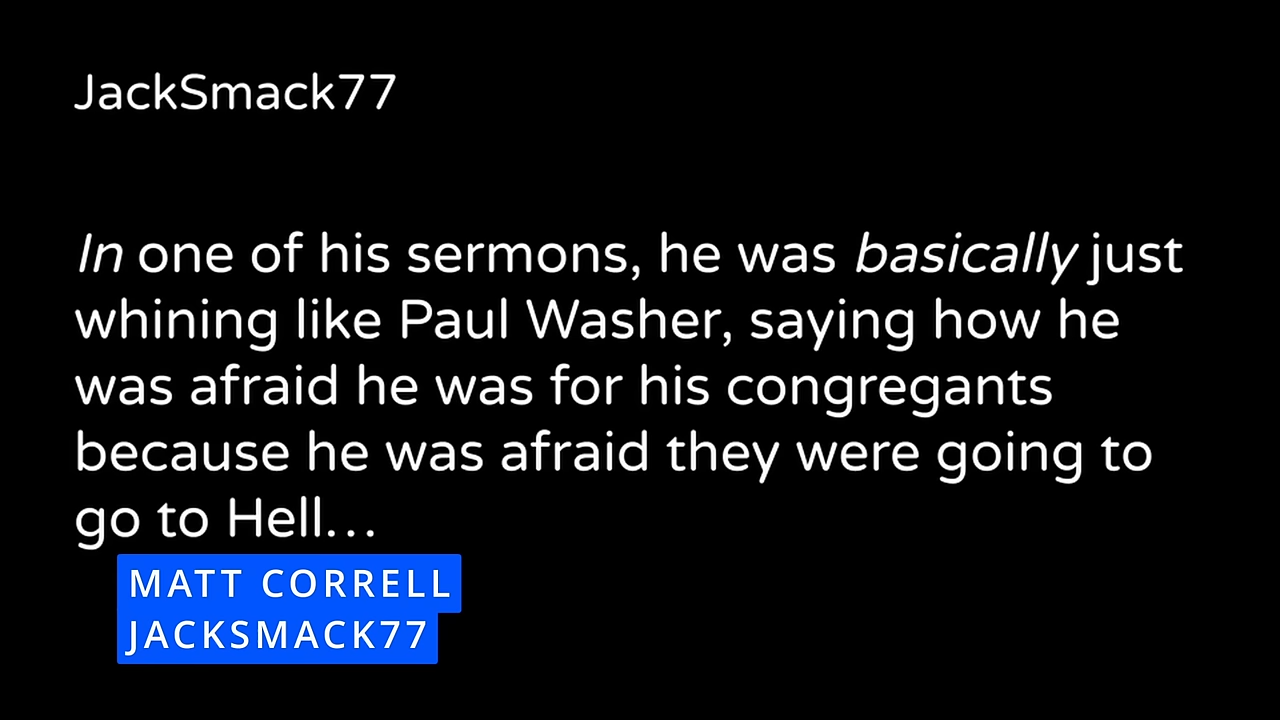 JackSmack77
In one of his sermons, he was basically just
whining like Paul Washer, saying how he
was afraid he was for his congregants
because he was afraid they were going to
go to Hell...
MATT CORRELL
JACKSMACK77